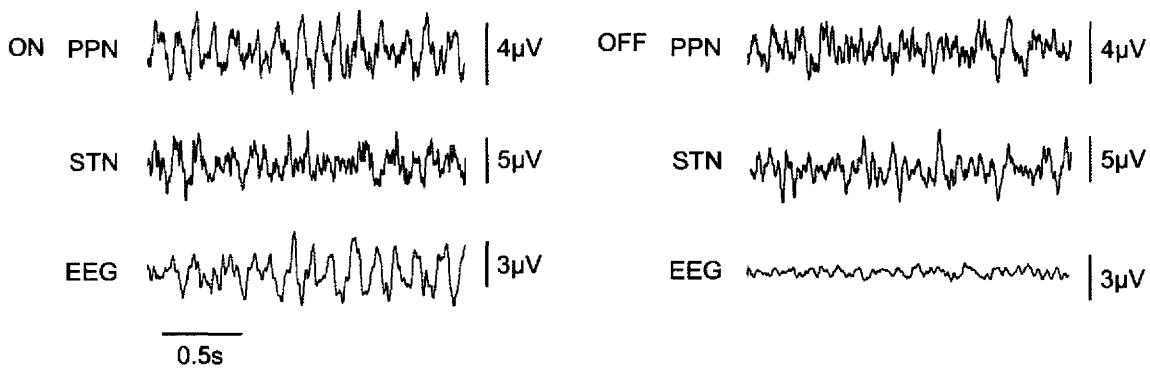 ON PPN 4μV OFF PPN 4μV
STN 5μV STN 5μV
EEG 3μV EEG 3μV
0.5s